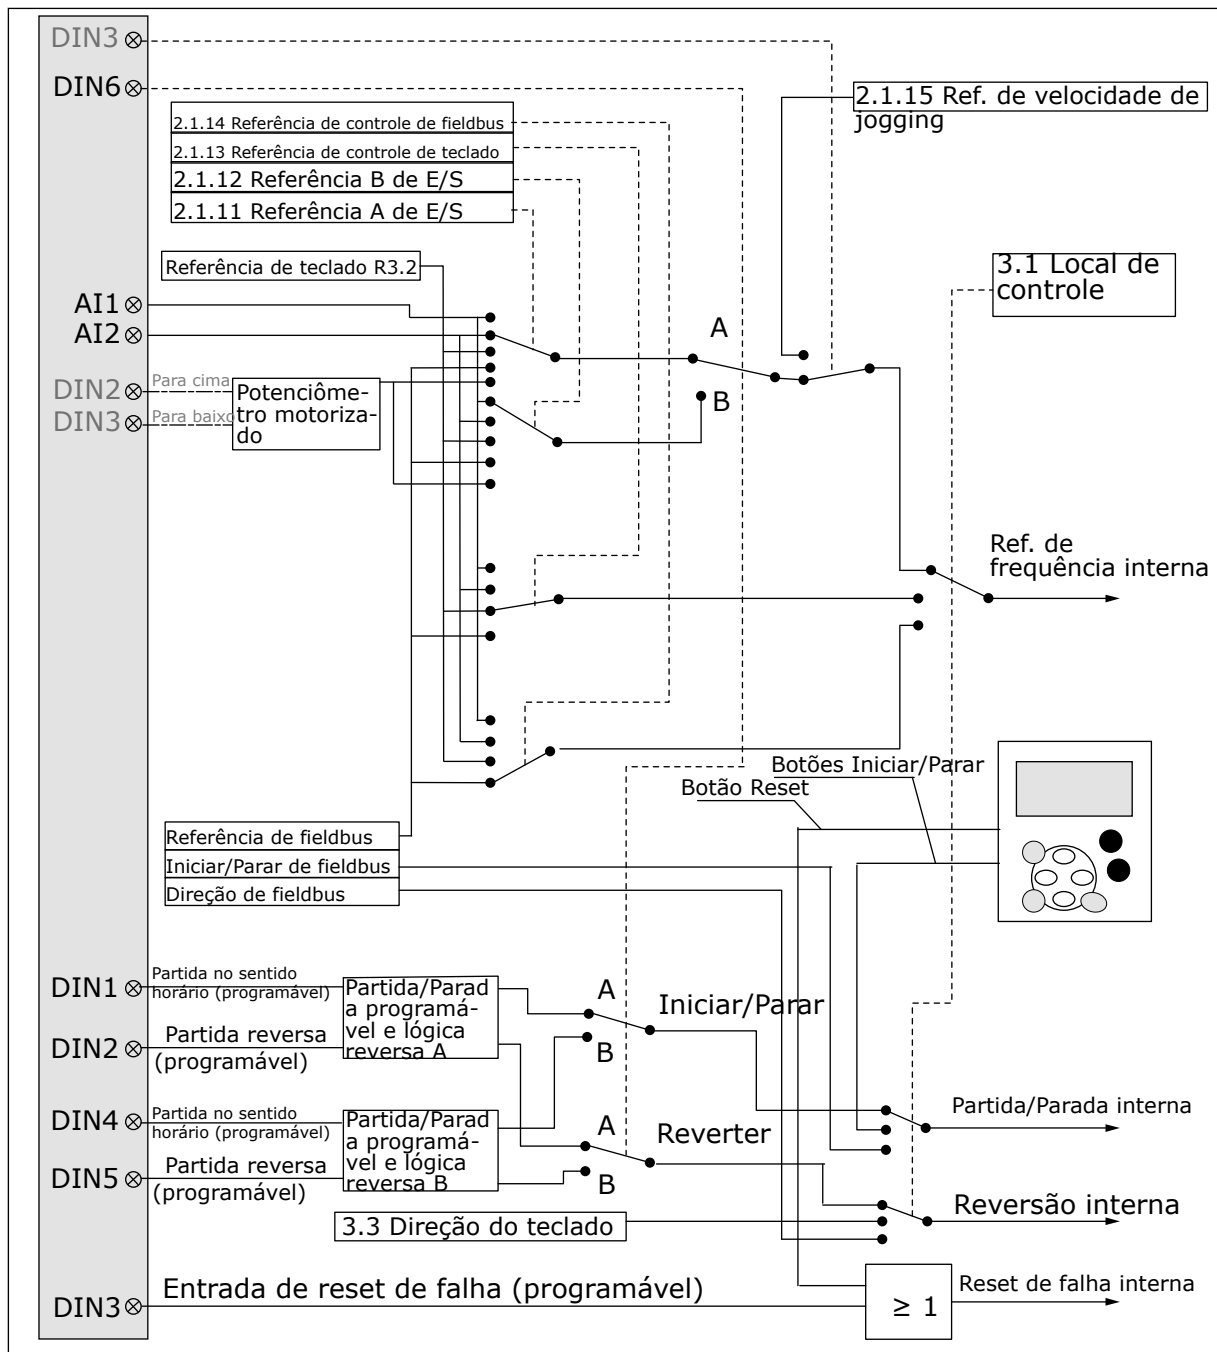 DIN3
DIN6
2.1.15 Ref. de velocidade de
jogging
2.1.14 Referência de controle de fieldbus
2.1.13 Referência de controle de teclado
2.1.12 Referência B de E/S
2.1.11 Referência A de E/S
Referência de teclado R3.2
3.1 Local de
controle
AI1
AI2
A
DIN2
Para cima
DIN3
Para baixo
Potenciôme-
tro motoriza-
do
B
Ref. de
frequência interna
Botões Iniciar/Parar
Botão Reset
Referência de fieldbus
Iniciar/Parar de fieldbus
Direção de fieldbus
DIN1
Partida no sentido
horário (programável)
Partida/Parad
a programá-
vel e lógica
reversa A
A
Iniciar/Parar
DIN2
Partida reversa
(programável)
B
DIN4
Partida no sentido
horário (programável)
Partida/Parad
a programá-
vel e lógica
reversa B
A
Reverter
Partida/Parada interna
DIN5
Partida reversa
(programável)
B
3.3 Direção do teclado
Reversão interna
DIN3
Entrada de reset de falha (programável)
≥ 1
Reset de falha interna